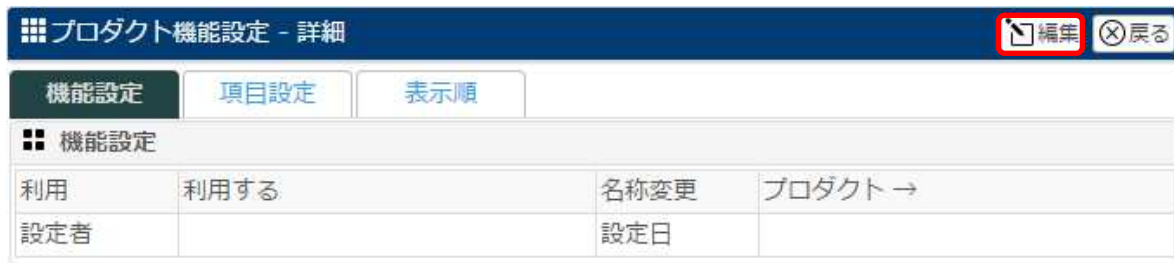 プロダクト機能設定 - 詳細 編集 戻る
機能設定 項目設定 表示順
機能設定
利用 利用する 名称変更 プロダクト →
設定者 設定日